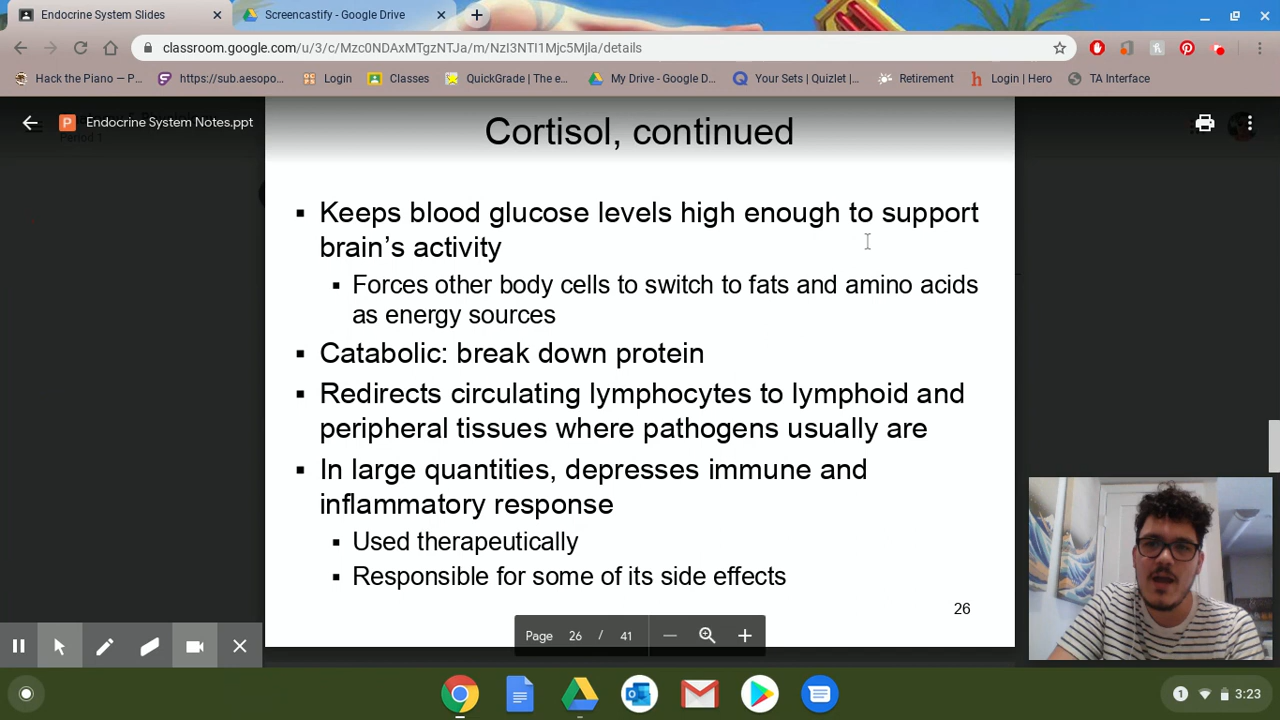 Endocrine System Slides
Screencastify - Google Drive
classroom.google.com/u/3/c/Mzc0NDAxMTgzNTJa/m/NzI3NTI1Mjc5Mjla/details
Hack the Piano — P...
https://sub.aesopo...
Login
Classes
QuickGrade | The e...
My Drive - Google D...
Your Sets | Quizlet |...
Retirement
Login | Hero
TA Interface
Endocrine System Notes.ppt
Period 1
Cortisol, continued
▪ Keeps blood glucose levels high enough to support
brain's activity
▪ Forces other body cells to switch to fats and amino acids
as energy sources
▪ Catabolic: break down protein
▪ Redirects circulating lymphocytes to lymphoid and
peripheral tissues where pathogens usually are
▪ In large quantities, depresses immune and
inflammatory response
▪ Used therapeutically
▪ Responsible for some of its side effects
26
Page 26 / 41
1 3:23